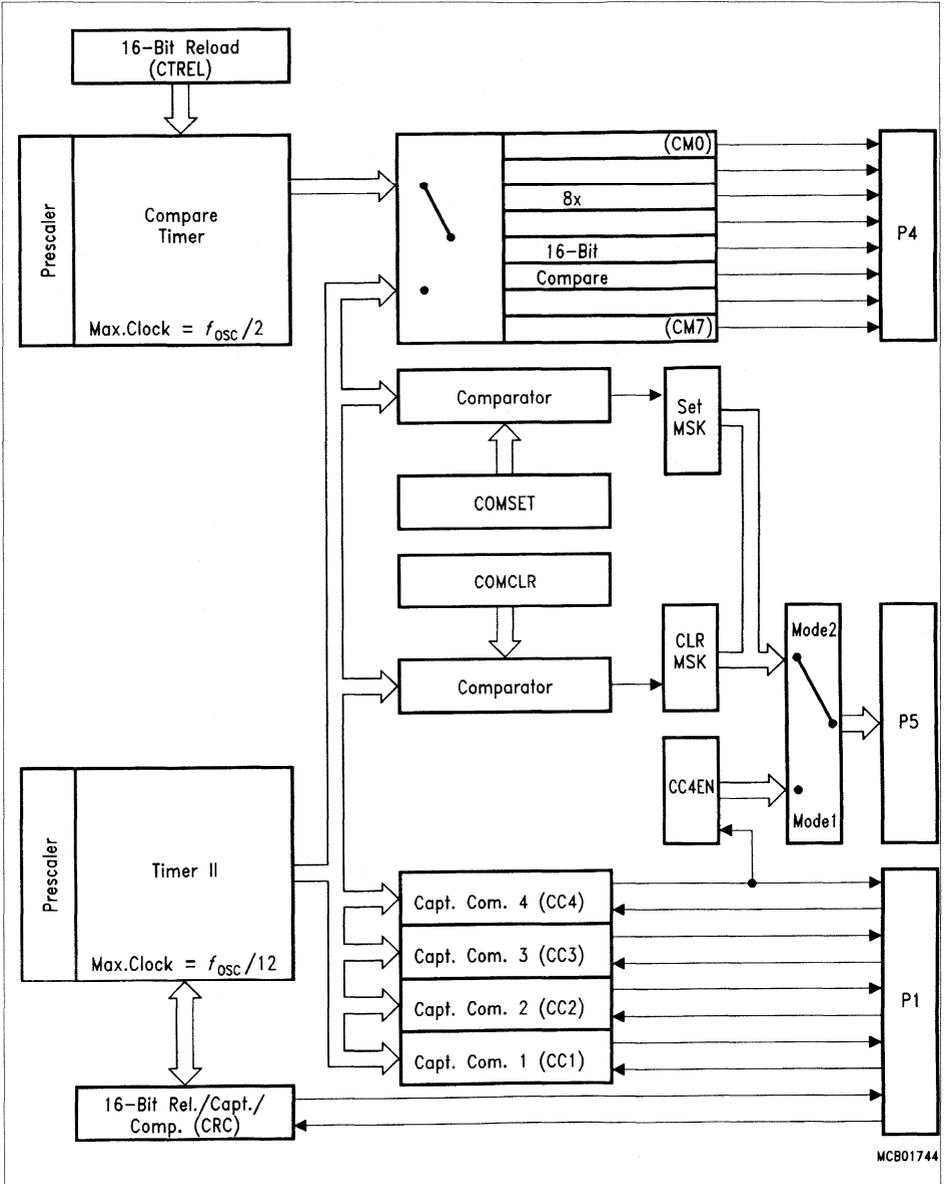 16-Bit Reload
(CTREL)
Prescaler
Compare
Timer
Max.Clock = fOSC/2
(CM0)
8x
16-Bit
Compare
(CM7)
P4
Comparator
Set
MSK
COMSET
COMCLR
Comparator
CLR
MSK
Mode2
P5
CC4EN
Mode1
Prescaler
Timer II
Max.Clock = fOSC/12
Capt. Com. 4 (CC4)
Capt. Com. 3 (CC3)
Capt. Com. 2 (CC2)
Capt. Com. 1 (CC1)
P1
16-Bit Rel./Capt./
Comp. (CRC)
MCB01744